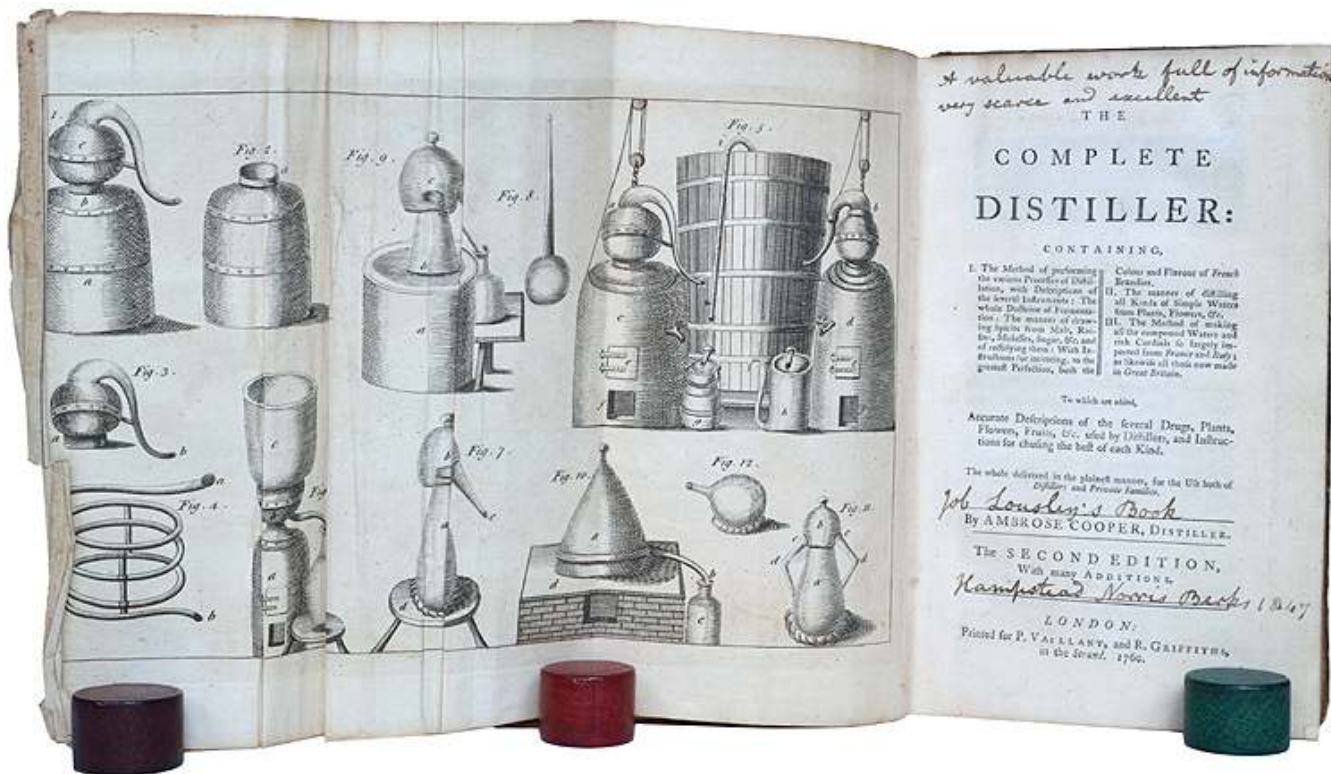 1.
Fig. 2.
Fig. 9.
Fig. 8.
Fig. 5.
Fig. 3.
Fig. 4.
Fig
Fig. 7.
Fig. 10.
Fig. 12.
Fig. 11.
A valuable work full of information
very scarce and excellent
THE
COMPLETE
DISTILLER:
CONTAINING,
I. The Method of performing
the various Processes of Distil-
lation, with Descriptions of
the several Instruments: The
whole Doctrine of Fermenta-
tion: The manner of draw-
ing Spirits from Malt, Rai-
sins, Molosses, Sugar, &c. and
of rectifying them: With In-
structions for imitating, to the
greatest Perfection, both the
Colour and Flavour of French
Brandies.
II. The manner of distilling
all Kinds of Simple Waters
from Plants, Flowers, &c.
III. The Method of making
all the compound Waters and
rich Cordials so largely im-
ported from France and Italy;
as likewise all those now made
in Great Britain.
To which are added,
Accurate Descriptions of the several Drugs, Plants,
Flowers, Fruits, &c. used by Distillers, and Instruc-
tions for chusing the best of each Kind.
The whole delivered in the plainest manner, for the Use both of
Distillers and Private Families.
Job Lousley's Book
By AMBROSE COOPER, DISTILLER.
The SECOND EDITION,
With many ADDITIONS.
Hampstead Norris Berks 1847
LONDON:
Printed for P. VAILLANT, and R. GRIFFITHS,
in the Strand. 1760.